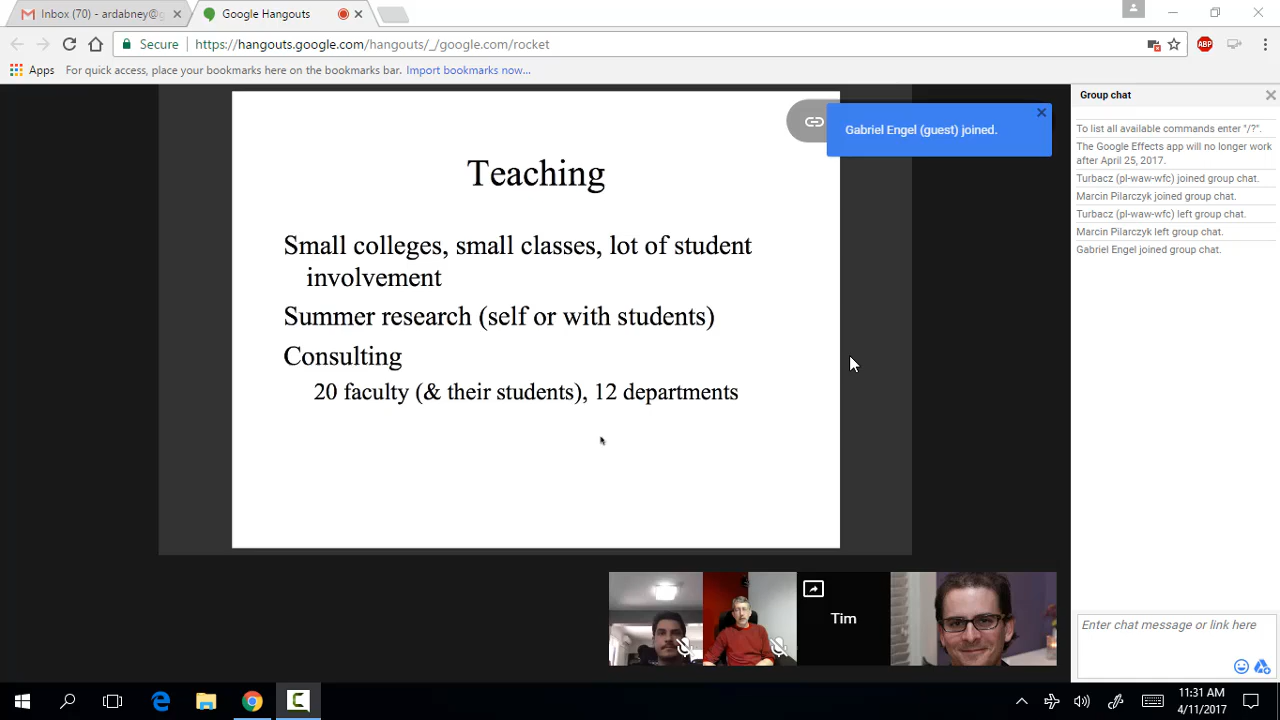 Inbox (70) - ardabney@g
Google Hangouts
Secure
https://hangouts.google.com/hangouts/_/google.com/rocket
ABP
Apps
For quick access, place your bookmarks here on the bookmarks bar. Import bookmarks now...
Teaching
Small colleges, small classes, lot of student
involvement
Summer research (self or with students)
Consulting
20 faculty (& their students), 12 departments
Gabriel Engel (guest) joined.
Tim
Group chat
To list all available commands enter "/?".
The Google Effects app will no longer work
after April 25, 2017.
Turbacz (pl-waw-wfc) joined group chat.
Marcin Pilarczyk joined group chat.
Turbacz (pl-waw-wfc) left group chat.
Marcin Pilarczyk left group chat.
Gabriel Engel joined group chat.
Enter chat message or link here
11:31 AM
4/11/2017